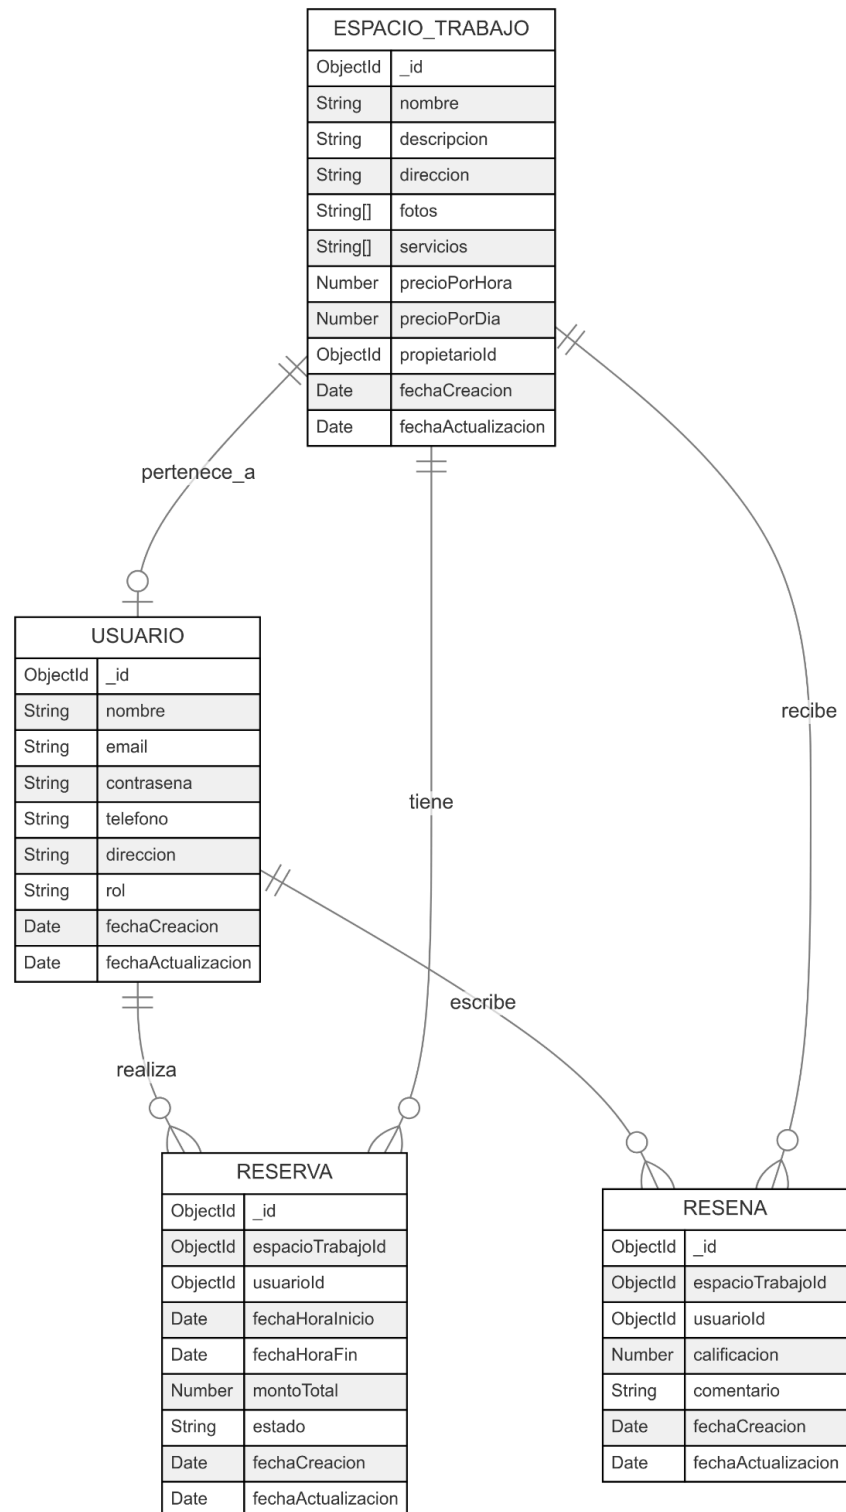 ESPACIO_TRABAJO
ObjectId _id
String nombre
String descripcion
String direccion
String[] fotos
String[] servicios
Number precioPorHora
Number precioPorDia
ObjectId propietarioId
Date fechaCreacion
Date fechaActualizacion
pertenece_a
recibe
tiene
USUARIO
ObjectId _id
String nombre
String email
String contrasena
String telefono
String direccion
String rol
Date fechaCreacion
Date fechaActualizacion
escribe
realiza
RESERVA
ObjectId _id
ObjectId espacioTrabajoId
ObjectId usuarioId
Date fechaHoraInicio
Date fechaHoraFin
Number montoTotal
String estado
Date fechaCreacion
Date fechaActualizacion
RESENA
ObjectId _id
ObjectId espacioTrabajoId
ObjectId usuarioId
Number calificacion
String comentario
Date fechaCreacion
Date fechaActualizacion